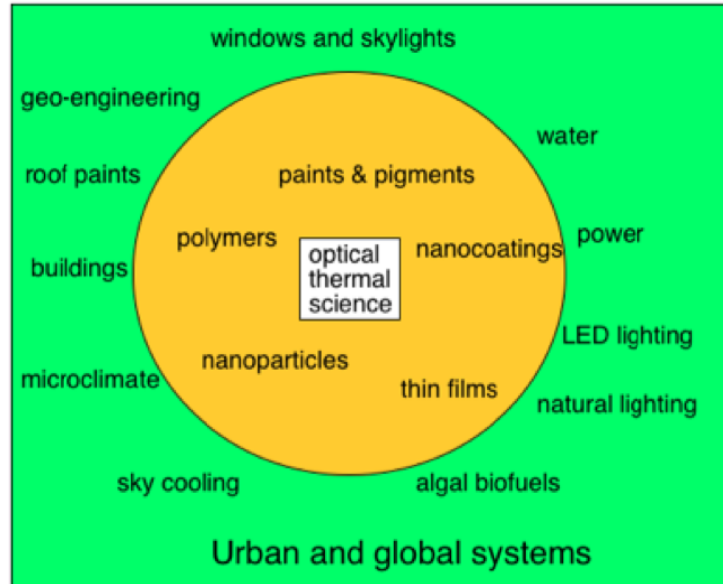 windows and skylights
geo-engineering
water
roof paints
paints & pigments
polymers
nanocoatings
power
buildings
optical
thermal
science
LED lighting
nanoparticles
microclimate
thin films
natural lighting
sky cooling
algal biofuels
Urban and global systems